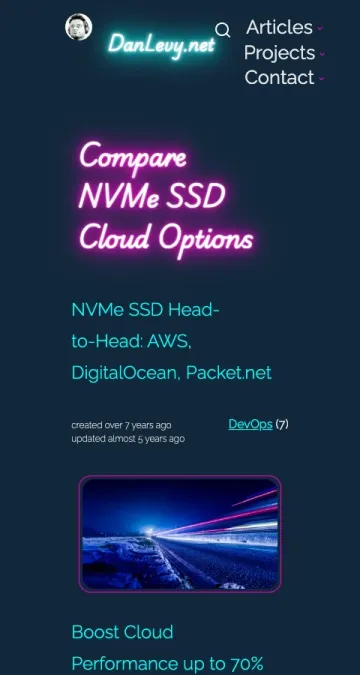 DanLevy.net
Articles
Projects
Contact
Compare
NVMe SSD
Cloud Options
NVMe SSD Head-
to-Head: AWS,
DigitalOcean, Packet.net
created over 7 years ago
updated almost 5 years ago
DevOps (7)
Boost Cloud
Performance up to 70%